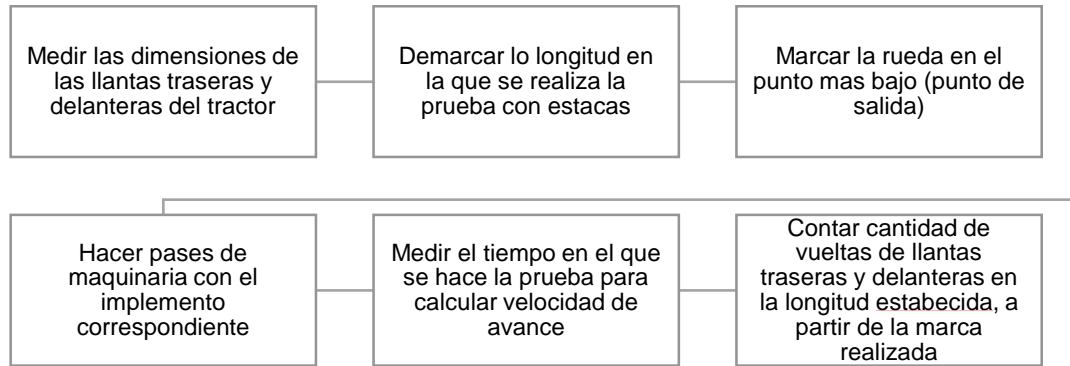 Medir las dimensiones de
las llantas traseras y
delanteras del tractor
Demarcar lo longitud en
la que se realiza la
prueba con estacas
Marcar la rueda en el
punto mas bajo (punto de
salida)
Hacer pases de
maquinaria con el
implemento
correspondiente
Medir el tiempo en el que
se hace la prueba para
calcular velocidad de
avance
Contar cantidad de
vueltas de llantas
traseras y delanteras en
la longitud estabecida, a
partir de la marca
realizada